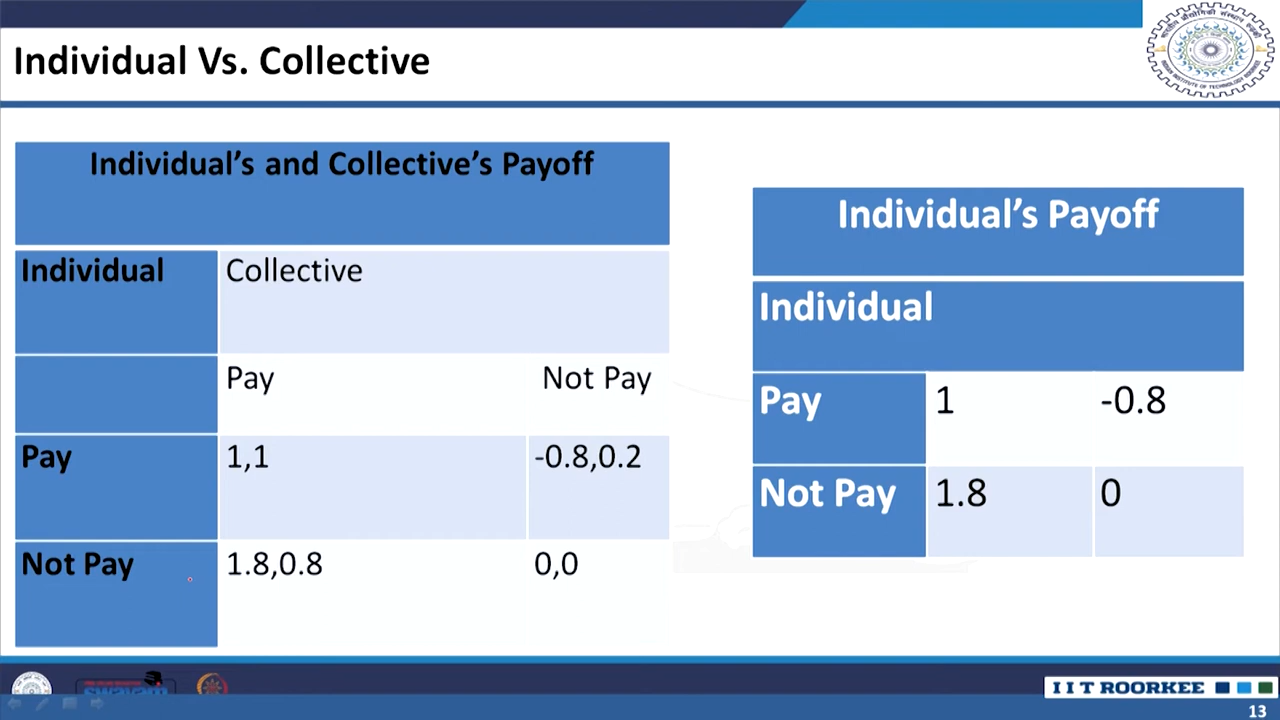 Individual Vs. Collective
Individual's and Collective's Payoff
Individual Collective
Pay Not Pay
Pay 1,1 -0.8,0.2
Not Pay 1.8,0.8 0,0
Individual's Payoff
Individual
Pay 1 -0.8
Not Pay 1.8 0
swayam
IIT ROORKEE
13